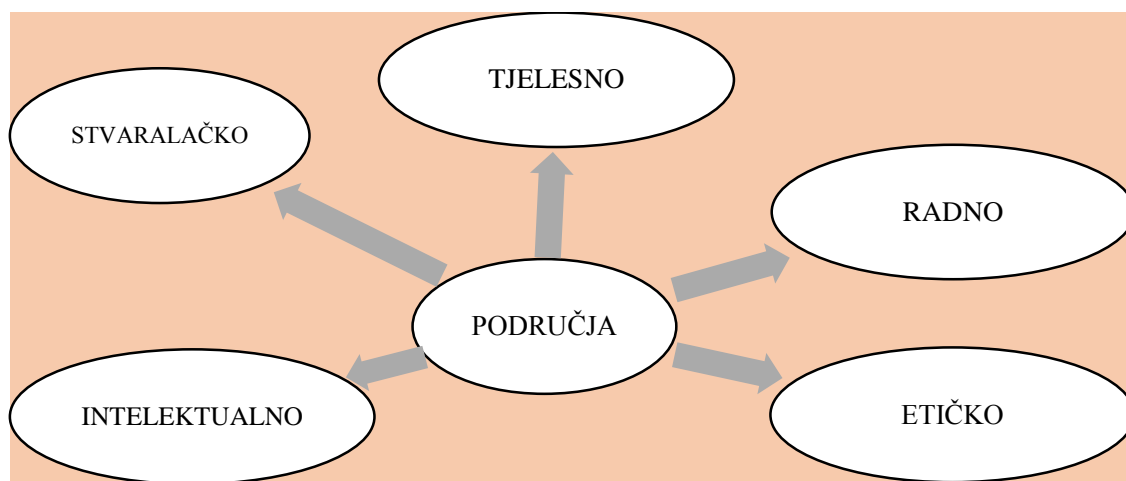 TJELESNO
STVARALAČKO
RADNO
PODRUČJA
INTELEKTUALNO
ETIČKO